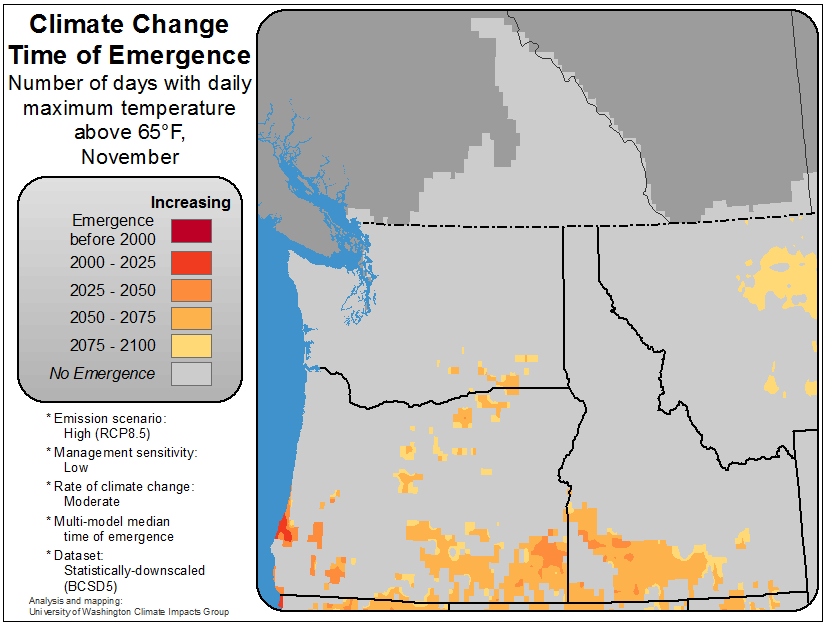 Climate Change
Time of Emergence
Number of days with daily
maximum temperature
above 65°F,
November
Increasing
Emergence
before 2000
2000 - 2025
2025 - 2050
2050 - 2075
2075 - 2100
No Emergence
* Emission scenario:
High (RCP8.5)
* Management sensitivity:
Low
* Rate of climate change:
Moderate
* Multi-model median
time of emergence
* Dataset:
Statistically-downscaled
(BCSD5)
Analysis and mapping:
University of Washington Climate Impacts Group